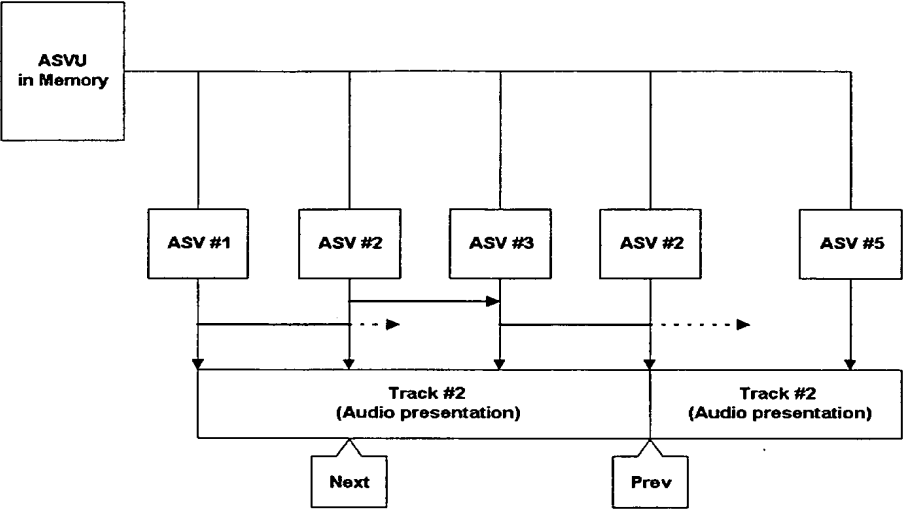 ASVU
in Memory
ASV #1
ASV #2
ASV #3
ASV #2
ASV #5
Track #2
(Audio presentation)
Track #2
(Audio presentation)
Next
Prev